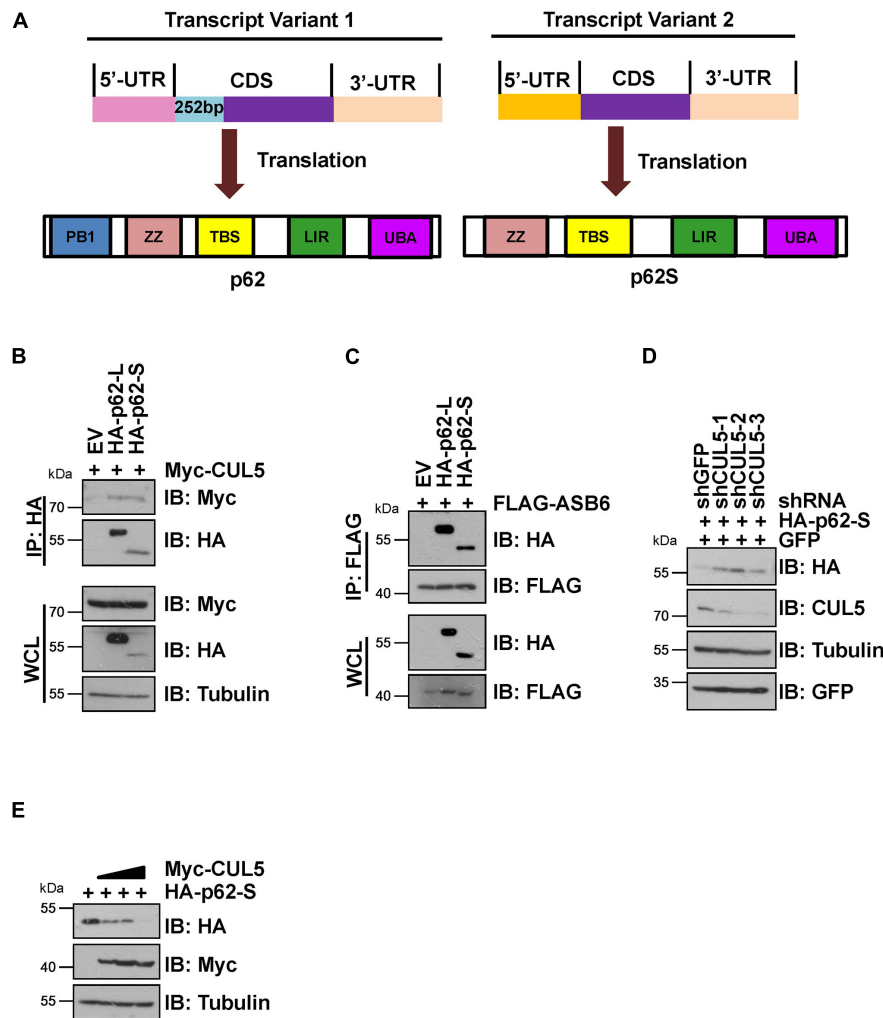 A
Transcript Variant 1
Transcript Variant 2
5'-UTR CDS 3'-UTR
5'-UTR CDS 3'-UTR
252bp
Translation
Translation
PB1 ZZ TBS LIR UBA
ZZ TBS LIR UBA
p62
p62S
B
EV
HA-p62-L
HA-p62-S
kDa
+ + + Myc-CUL5
IP: HA
70
IB: Myc
55
IB: HA
WCL
70
IB: Myc
55
IB: HA
55
IB: Tubulin
C
EV
HA-p62-L
HA-p62-S
kDa
+ + + FLAG-ASB6
IP: FLAG
55
IB: HA
40
IB: FLAG
WCL
55
IB: HA
40
IB: FLAG
D
shGFP
shCUL5-1
shCUL5-2
shCUL5-3
shRNA
+ + + + HA-p62-S
kDa
+ + + + GFP
55
IB: HA
70
IB: CUL5
55
IB: Tubulin
35
IB: GFP
E
Myc-CUL5
kDa
+ + + + HA-p62-S
55
IB: HA
40
IB: Myc
55
IB: Tubulin